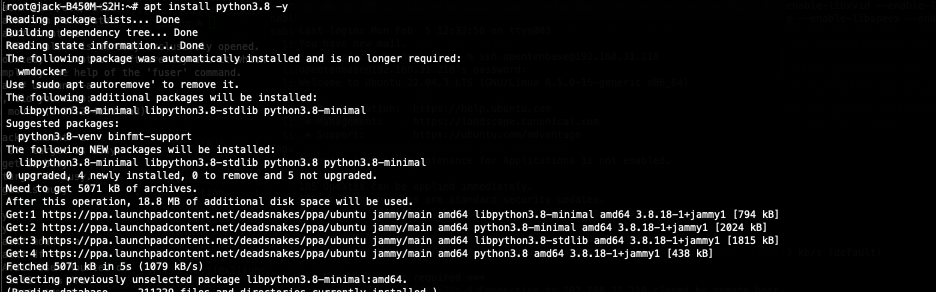 root@jack-B450M-S2H:~# apt install python3.8 -y
Reading package lists... Done
Building dependency tree... Done
Reading state information... Done
The following package was automatically installed and is no longer required:
  wmdocker
Use 'sudo apt autoremove' to remove it.
The following additional packages will be installed:
  libpython3.8-minimal libpython3.8-stdlib python3.8-minimal
Suggested packages:
  python3.8-venv binfmt-support
The following NEW packages will be installed:
  libpython3.8-minimal libpython3.8-stdlib python3.8 python3.8-minimal
0 upgraded, 4 newly installed, 0 to remove and 5 not upgraded.
Need to get 5071 kB of archives.
After this operation, 18.8 MB of additional disk space will be used.
Get:1 https://ppa.launchpadcontent.net/deadsnakes/ppa/ubuntu jammy/main amd64 libpython3.8-minimal amd64 3.8.18-1+jammy1 [794 kB]
Get:2 https://ppa.launchpadcontent.net/deadsnakes/ppa/ubuntu jammy/main amd64 python3.8-minimal amd64 3.8.18-1+jammy1 [2024 kB]
Get:3 https://ppa.launchpadcontent.net/deadsnakes/ppa/ubuntu jammy/main amd64 libpython3.8-stdlib amd64 3.8.18-1+jammy1 [1815 kB]
Get:4 https://ppa.launchpadcontent.net/deadsnakes/ppa/ubuntu jammy/main amd64 python3.8 amd64 3.8.18-1+jammy1 [438 kB]
Fetched 5071 kB in 5s (1079 kB/s)
Selecting previously unselected package libpython3.8-minimal:amd64.
(Reading database ... 211229 files and directories currently installed.)